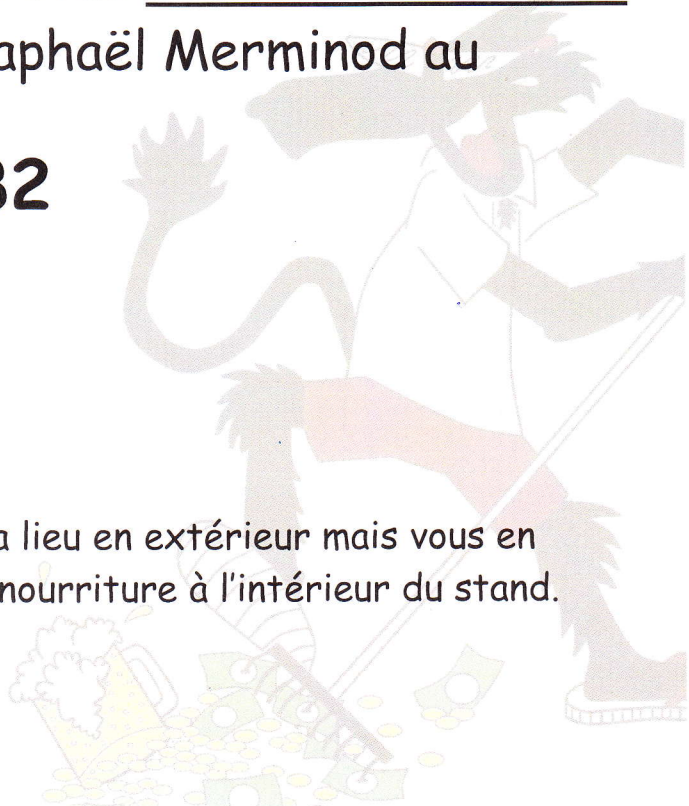 aphaël Merminod au
32
a lieu en extérieur mais vous en
nourriture à l'intérieur du stand.